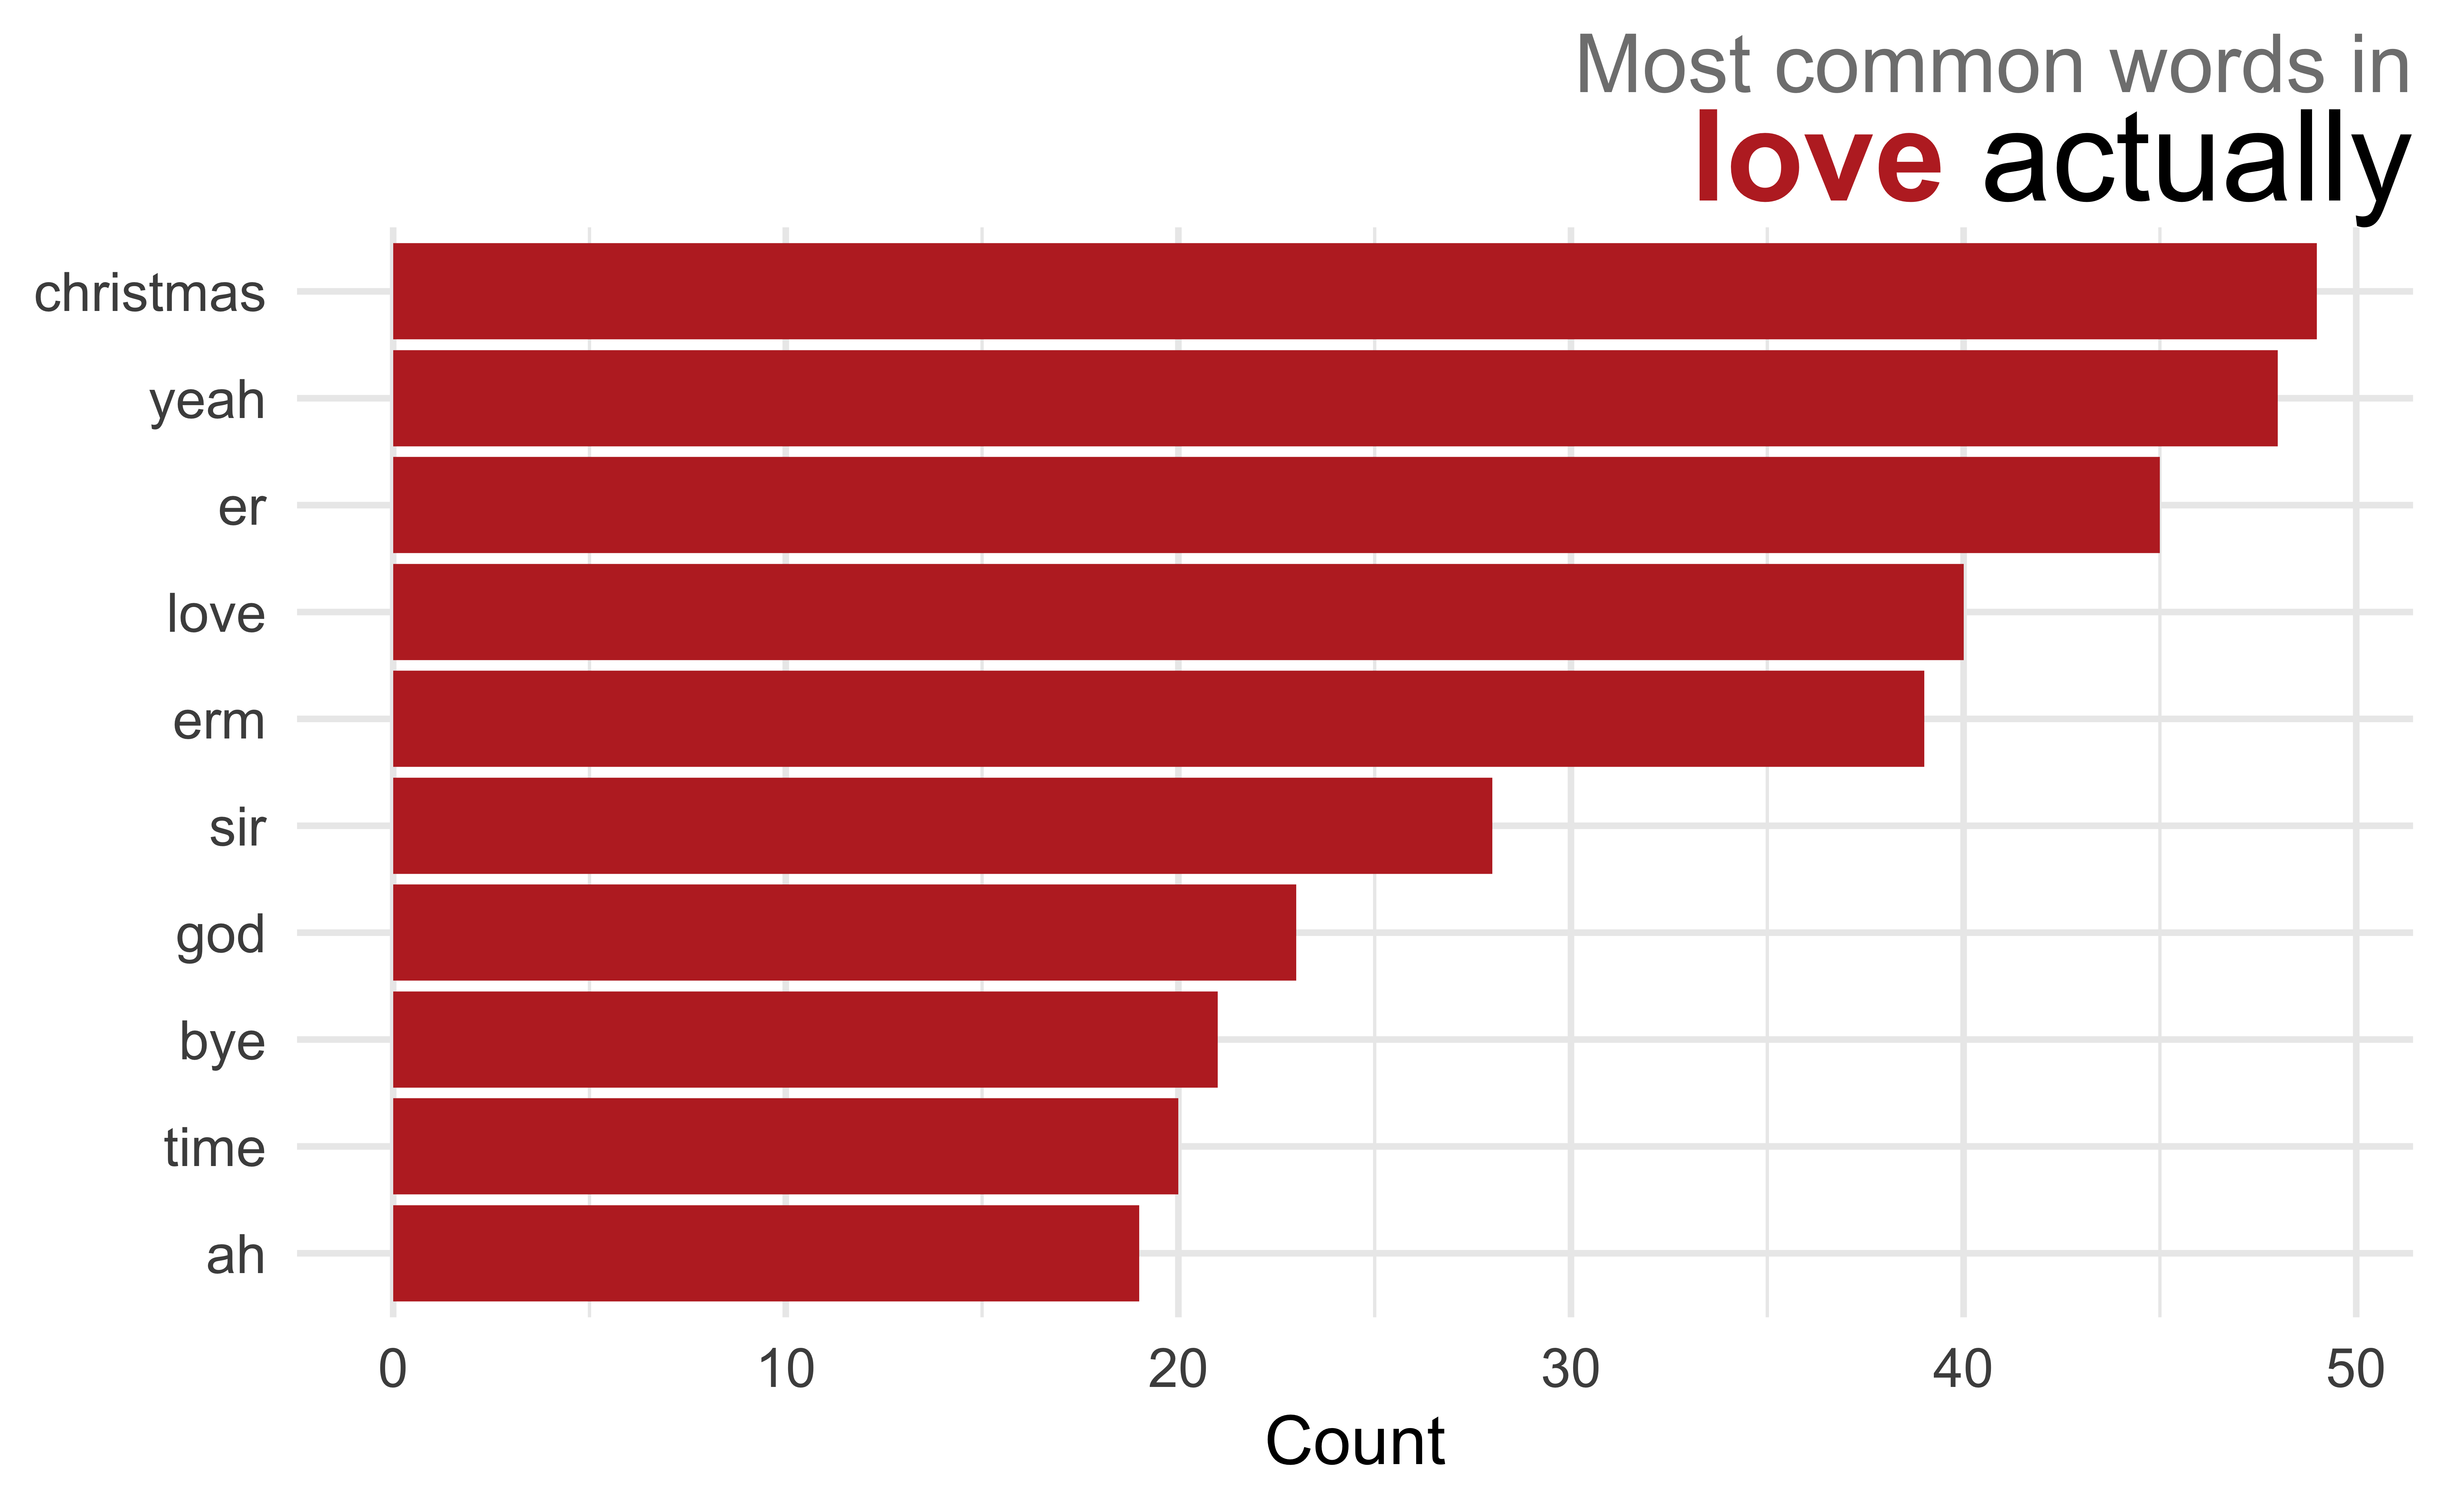 Most common words in
love actually
christmas
yeah
er
love
erm
sir
god
bye
time
ah
0 10 20 30 40 50
Count